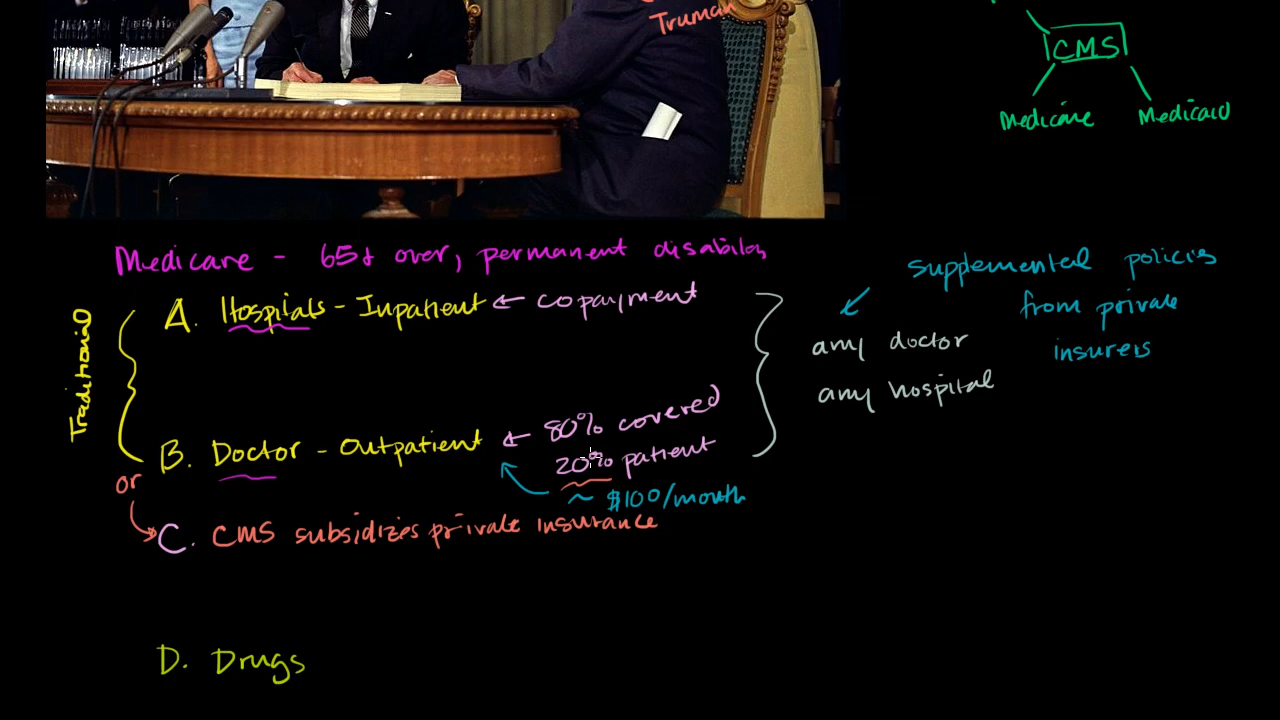 Truman
CMS
Medicare Medicaid
Medicare - 65 & over, permanent disability
Traditional
A. Hospitals - Inpatient ← copayment
B. Doctor - Outpatient ← 80% covered
20% patient
~ $100/month
or
C. CMS subsidizes private insurance
D. Drugs
supplemental policies
from private
insurers
any doctor
any hospital